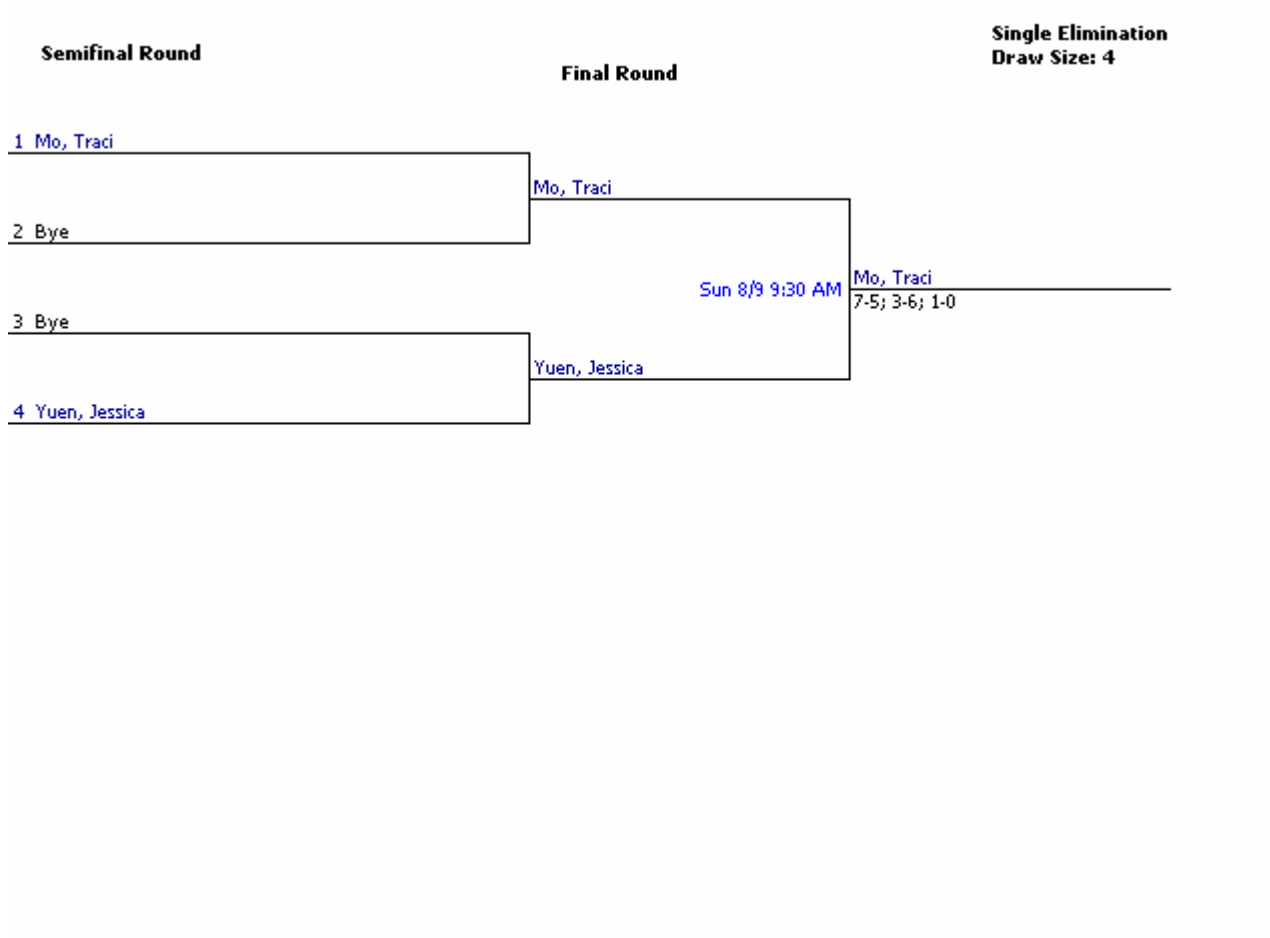 Single Elimination
Draw Size: 4
Semifinal Round
Final Round
1 Mo, Traci
Mo, Traci
2 Bye
Mo, Traci
Sun 8/9 9:30 AM
7-5; 3-6; 1-0
3 Bye
Yuen, Jessica
4 Yuen, Jessica